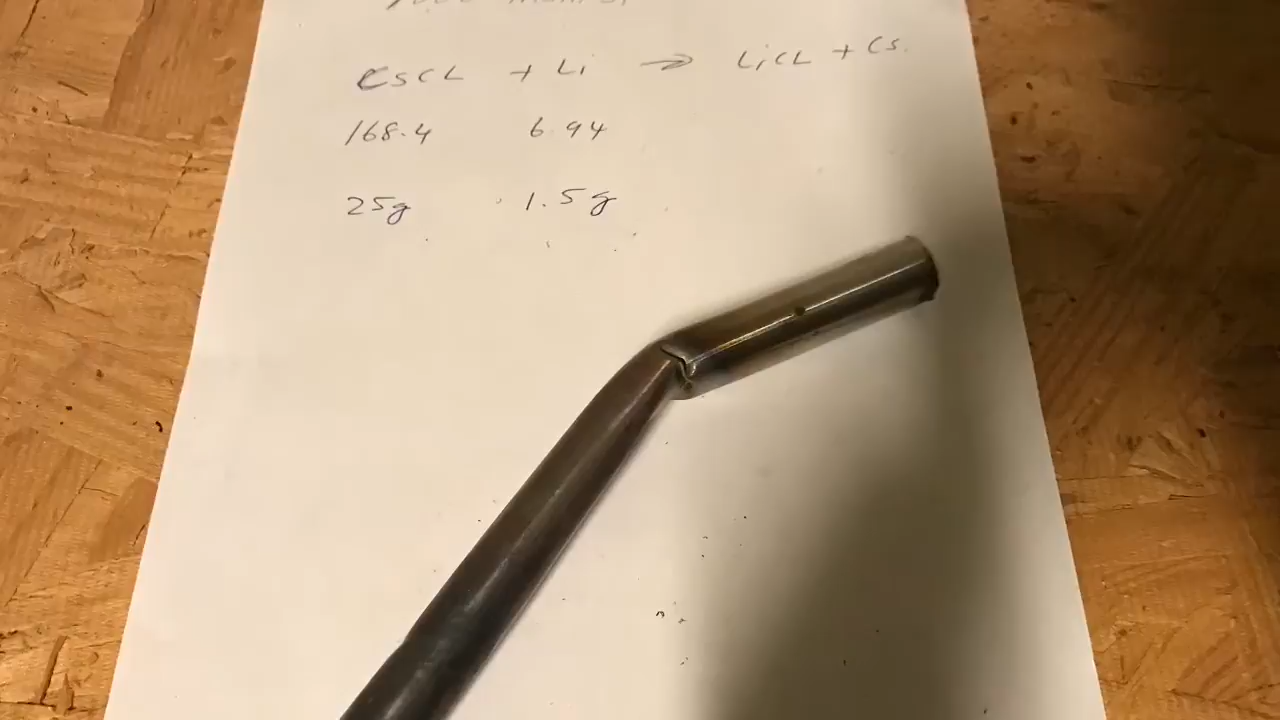 CsCL + Li → LiCL + Cs.
168.4 6.94
25g 1.5g